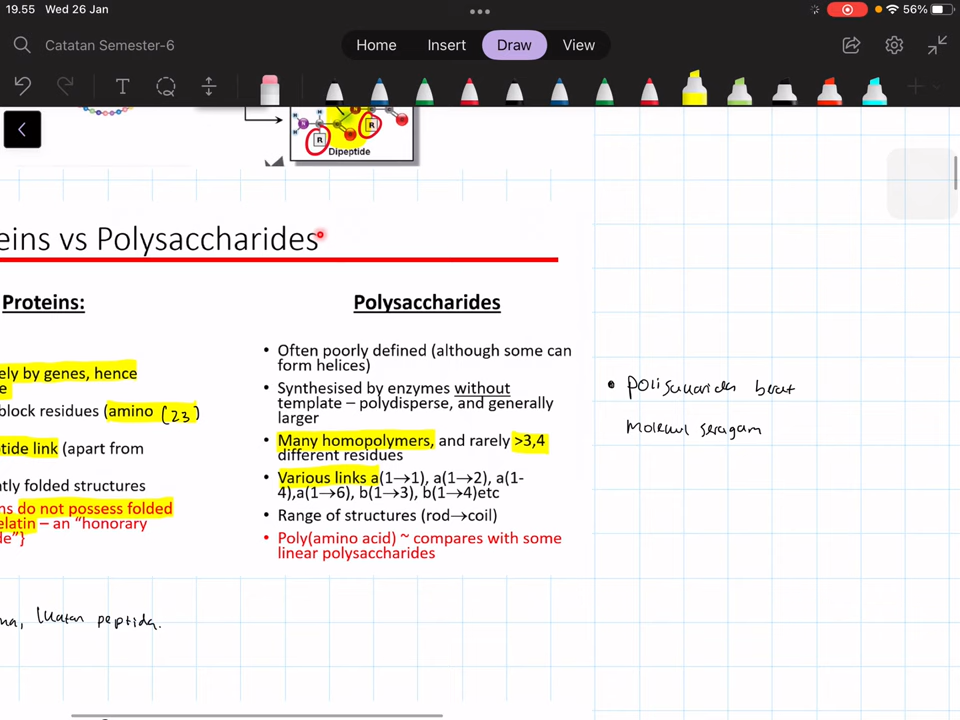 19.55 Wed 26 Jan
56%
Catatan Semester-6
Home Insert Draw View
R
R
R
Dipeptide
eins vs Polysaccharides
Proteins:
ely by genes, hence
e
block residues (amino (23)
tide link (apart from
ntly folded structures
ns do not possess folded
elatin – an “honorary
de”}
Polysaccharides
• Often poorly defined (although some can
form helices)
• Synthesised by enzymes without
template – polydisperse, and generally
larger
• Many homopolymers, and rarely >3,4
different residues
• Various links a(1→1), a(1→2), a(1-
4),a(1→6), b(1→3), b(1→4)etc
• Range of structures (rod→coil)
• Poly(amino acid) ~ compares with some
linear polysaccharides
• Polisakarida berat
Molekul seragam
ma, Ikatan peptida.